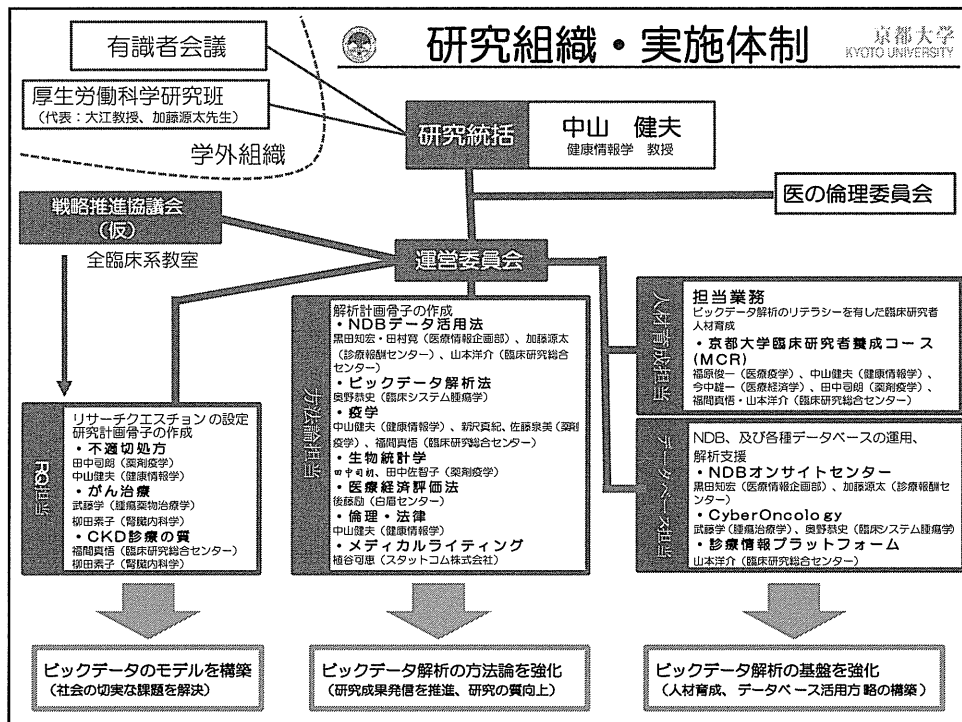 有識者会議
研究組織・実施体制
京都大学
KYOTO UNIVERSITY
厚生労働科学研究班
(代表：大江教授、加藤源太先生)
学外組織
研究統括
中山 健夫
健康情報学 教授
医の倫理委員会
戦略推進協議会
(仮)
全臨床系教室
運営委員会
RQ担当
リサーチクエスチョンの設定
研究計画骨子の作成
・不適切処方
田中司朗（薬剤疫学）
中山健夫（健康情報学）
・がん治療
武藤学（腫瘍薬物治療学）
柳田素子（腎臓内科学）
・CKD診療の質
福間真悟（臨床研究総合センター）
柳田素子（腎臓内科学）
方法論担当
解析計画骨子の作成
・NDBデータ活用法
黒田知宏・田村寛（医療情報企画部）、加藤源太
（診療報酬センター）、山本洋介（臨床研究総合
センター）
・ビックデータ解析法
奥野恭史（臨床システム腫瘍学）
・疫学
中山健夫（健康情報学）、新沢真紀、佐藤泉美（薬剤
疫学）、福間真悟（臨床研究総合センター）
・生物統計学
田中司朗、田中佐智子（薬剤疫学）
・医療経済評価法
後藤励（白眉センター）
・倫理・法律
中山健夫（健康情報学）
・メディカルライティング
植谷可恵（スタットコム株式会社）
人材育成担当
担当業務
ビックデータ解析のリテラシーを有した臨床研究者
人材育成
・京都大学臨床研究者養成コース
(MCR)
福原俊一（医療疫学）、中山健夫（健康情報学）、
今中雄一（医療経済学）、田中司朗（薬剤疫学）、
福間真悟・山本洋介（臨床研究総合センター）
データベース担当
NDB、及び各種データベースの運用、
解析支援
・NDBオンサイトセンター
黒田知宏（医療情報企画部）、加藤源太（診療報酬セ
ンター）
・CyberOncology
武藤学（腫瘍治療学）、奥野恭史（臨床システム腫瘍学）
・診療情報プラットフォーム
山本洋介（臨床研究総合センター）
ビックデータのモデルを構築
（社会の切実な課題を解決）
ビックデータ解析の方法論を強化
（研究成果発信を推進、研究の質向上）
ビックデータ解析の基盤を強化
（人材育成、データベース活用方略の構築）